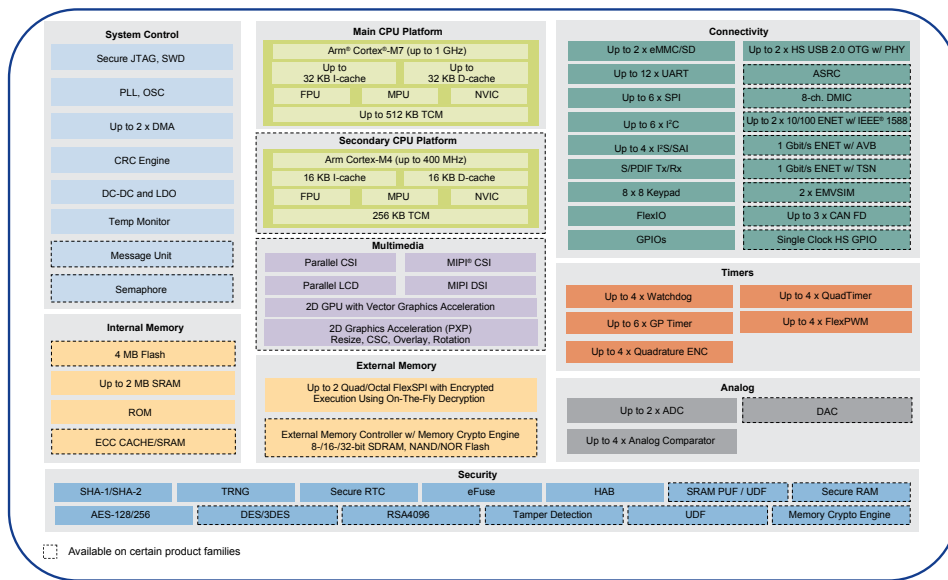 System Control
Secure JTAG, SWD
PLL, OSC
Up to 2 x DMA
CRC Engine
DC-DC and LDO
Temp Monitor
Message Unit
Semaphore
Internal Memory
4 MB Flash
Up to 2 MB SRAM
ROM
ECC CACHE/SRAM
Main CPU Platform
Arm® Cortex®-M7 (up to 1 GHz)
Up to
32 KB I-cache
Up to
32 KB D-cache
FPU
MPU
NVIC
Up to 512 KB TCM
Secondary CPU Platform
Arm Cortex-M4 (up to 400 MHz)
16 KB I-cache
16 KB D-cache
FPU
MPU
NVIC
256 KB TCM
Multimedia
Parallel CSI
MIPI® CSI
Parallel LCD
MIPI DSI
2D GPU with Vector Graphics Acceleration
2D Graphics Acceleration (PXP)
Resize, CSC, Overlay, Rotation
External Memory
Up to 2 Quad/Octal FlexSPI with Encrypted
Execution Using On-The-Fly Decryption
External Memory Controller w/ Memory Crypto Engine
8-/16-/32-bit SDRAM, NAND/NOR Flash
Connectivity
Up to 2 x eMMC/SD
Up to 2 x HS USB 2.0 OTG w/ PHY
Up to 12 x UART
ASRC
Up to 6 x SPI
8-ch. DMIC
Up to 6 x I²C
Up to 2 x 10/100 ENET w/ IEEE® 1588
Up to 4 x I²S/SAI
1 Gbit/s ENET w/ AVB
S/PDIF Tx/Rx
1 Gbit/s ENET w/ TSN
8 x 8 Keypad
2 x EMVSIM
FlexIO
Up to 3 x CAN FD
GPIOs
Single Clock HS GPIO
Timers
Up to 4 x Watchdog
Up to 4 x QuadTimer
Up to 6 x GP Timer
Up to 4 x FlexPWM
Up to 4 x Quadrature ENC
Analog
Up to 2 x ADC
DAC
Up to 4 x Analog Comparator
Security
SHA-1/SHA-2
TRNG
Secure RTC
eFuse
HAB
SRAM PUF / UDF
Secure RAM
AES-128/256
DES/3DES
RSA4096
Tamper Detection
UDF
Memory Crypto Engine
Available on certain product families